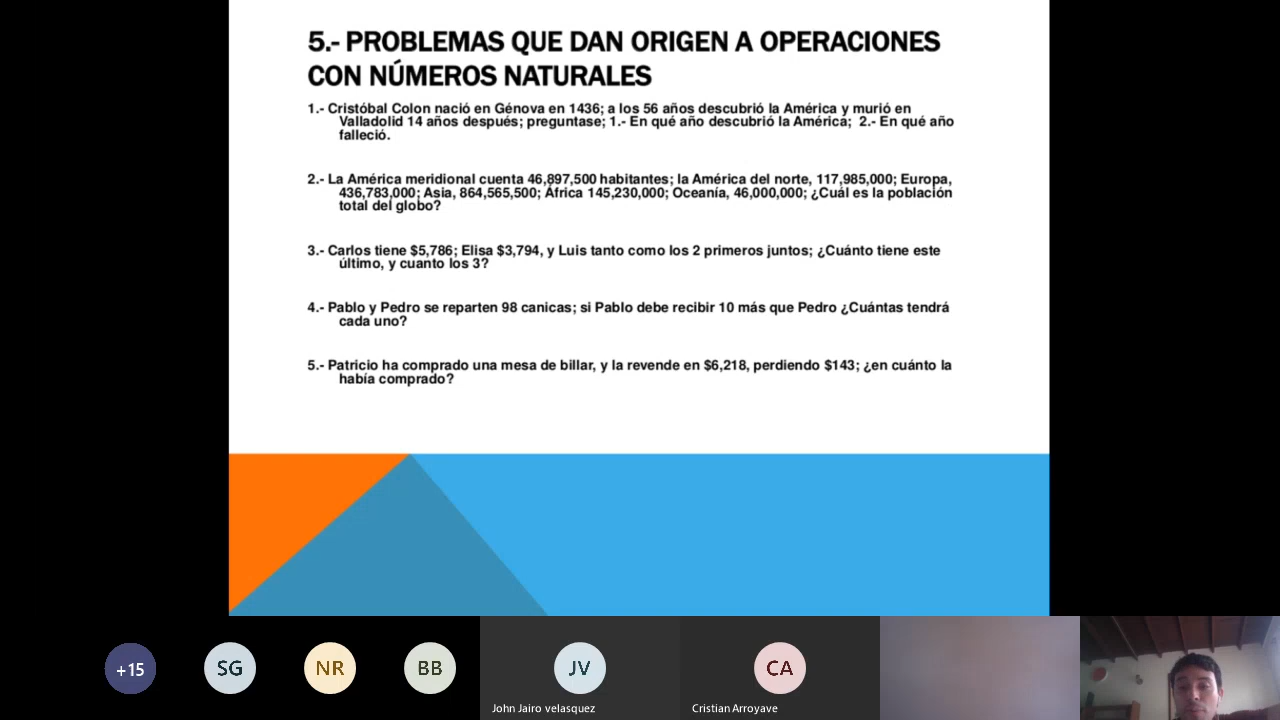 5.- PROBLEMAS QUE DAN ORIGEN A OPERACIONES
CON NÚMEROS NATURALES
1.- Cristóbal Colon nació en Génova en 1436; a los 56 años descubrió la América y murió en
Valladolid 14 años después; preguntase; 1.- En qué año descubrió la América; 2.- En qué año
falleció.
2.- La América meridional cuenta 46,897,500 habitantes; la América del norte, 117,985,000; Europa,
436,783,000; Asia, 864,565,500; África 145,230,000; Oceanía, 46,000,000; ¿Cuál es la población
total del globo?
3.- Carlos tiene $5,786; Elisa $3,794, y Luis tanto como los 2 primeros juntos; ¿Cuánto tiene este
último, y cuanto los 3?
4.- Pablo y Pedro se reparten 98 canicas; si Pablo debe recibir 10 más que Pedro ¿Cuántas tendrá
cada uno?
5.- Patricio ha comprado una mesa de billar, y la revende en $6,218, perdiendo $143; ¿en cuánto la
había comprado?
+15
SG
NR
BB
JV
CA
John Jairo velasquez
Cristian Arroyave